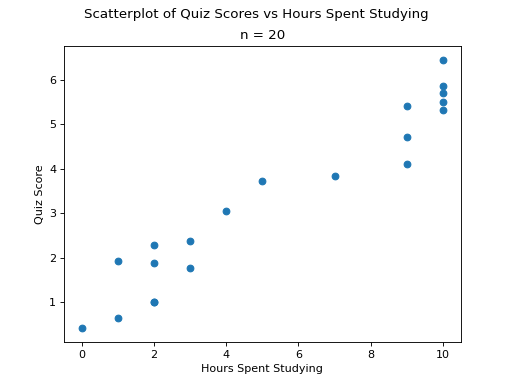 Scatterplot of Quiz Scores vs Hours Spent Studying
n = 20
6
5
4
3
2
1
Quiz Score
0 2 4 6 8 10
Hours Spent Studying